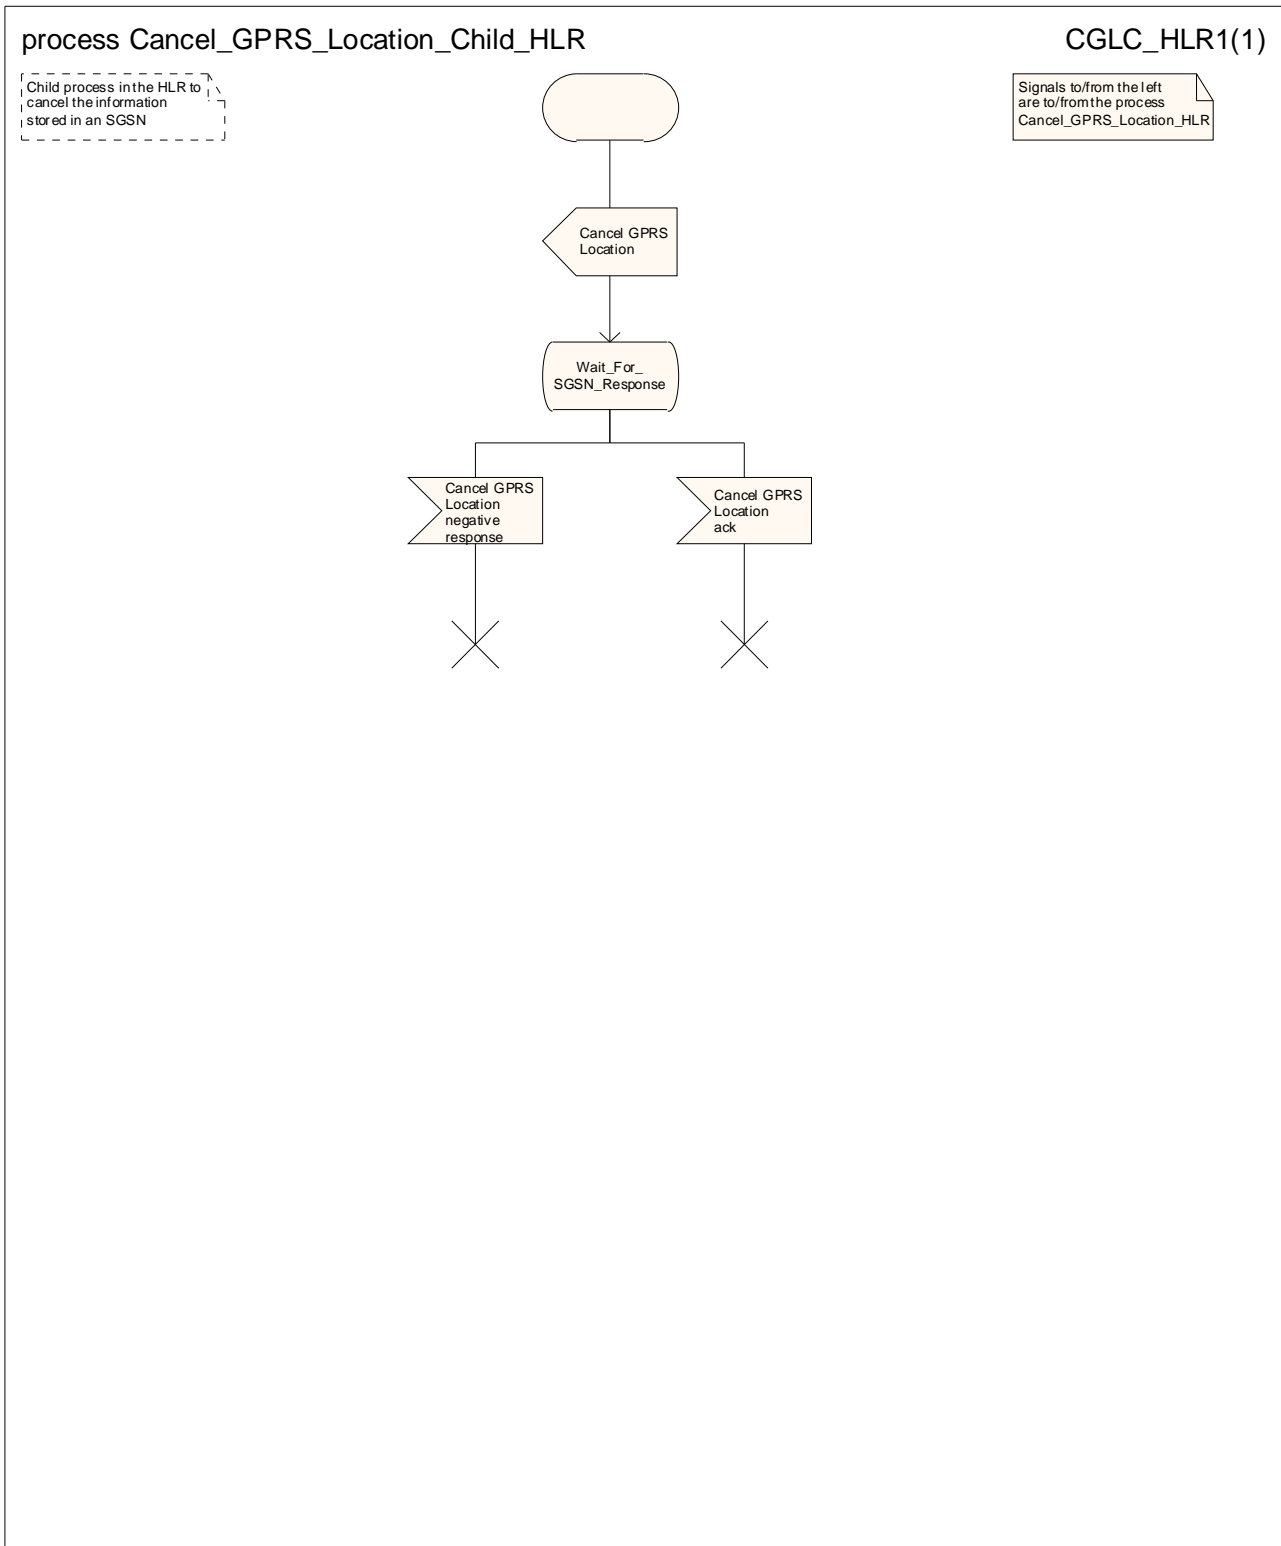 process Cancel_GPRS_Location_Child_HLR
CGLC_HLR1(1)
Child process in the HLR to
cancel the information
stored in an SGSN
Signals to/from the left
are to/from the process
Cancel_GPRS_Location_HLR
Cancel GPRS
Location
Wait_For_
SGSN_Response
Cancel GPRS
Location
negative
response
Cancel GPRS
Location
ack